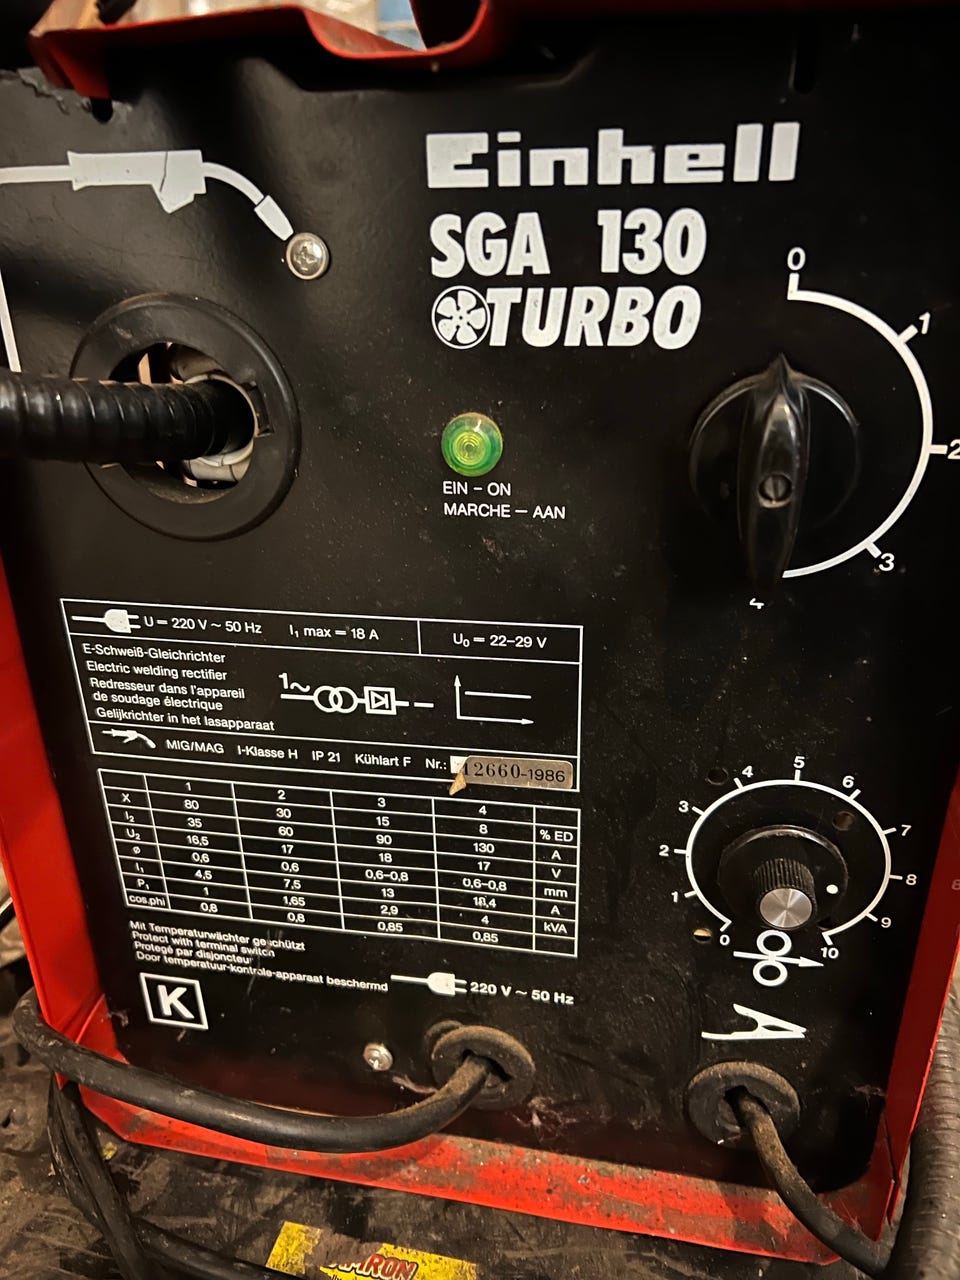 Einhell
SGA 130
TURBO
0
1
2
3
4
EIN – ON
MARCHE – AAN
U = 220 V ~ 50 Hz I₁ max = 18 A U₀ = 22–29 V
E-Schweiß-Gleichrichter
Electric welding rectifier
Redresseur dans l'appareil
de soudage électrique
Gelijkrichter in het lasapparaat
1~
MIG/MAG I-Klasse H IP 21 Kühlart F Nr.: 12660-1986
1 2 3 4
X 80 30 15 8 % ED
I₂ 35 60 90 130 A
U₂ 16,5 17 18 17 V
ø 0,6 0,6 0,6–0,8 0,6–0,8 mm
I₁ 4,5 7,5 13 18,4 A
P₁ 1 1,65 2,9 4 kVA
cos.phi 0,8 0,8 0,85 0,85
Mit Temperaturwächter geschützt
Protect with terminal switch
Protegé par disjoncteur
Door temperatuur-kontrole-apparaat beschermd
220 V ~ 50 Hz
K
0
1
2
3
4
5
6
7
8
9
10